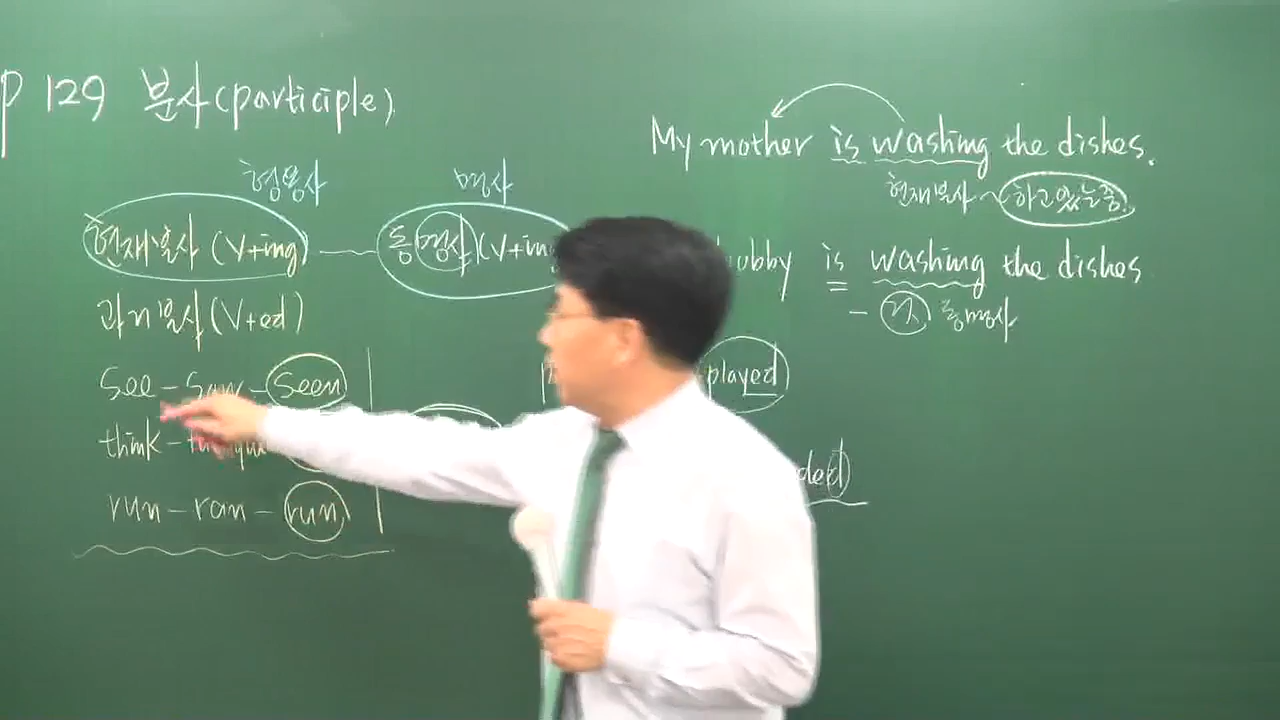 P 129 분사(participle)
형용사
명사
현재분사 (V+ing)
동명사(V+ing
과거분사(V+ed)
see - saw - seen
think -
run - ran - run
My mother is washing the dishes.
현재분사 ~하고 있는 중
hobby is washing the dishes
동명사
played
ded